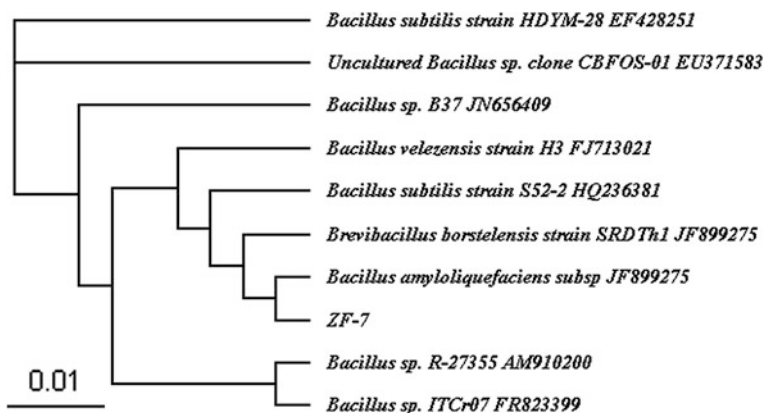 Bacillus subtilis strain HDYM-28 EF428251
Uncultured Bacillus sp. clone CBFOS-01 EU371583
Bacillus sp. B37 JN656409
Bacillus velezensis strain H3 FJ713021
Bacillus subtilis strain S52-2 HQ236381
Brevibacillus borstelensis strain SRDTh1 JF899275
Bacillus amyloliquefaciens subsp JF899275
ZF-7
Bacillus sp. R-27355 AM910200
0.01
Bacillus sp. ITCr07 FR823399